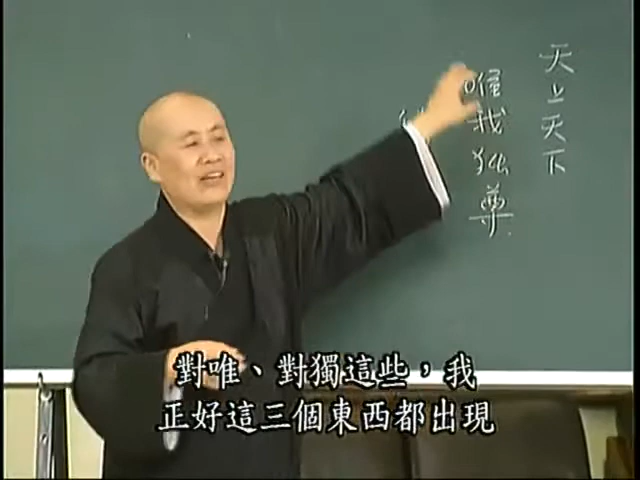 天上天下
唯我独尊
對唯、對獨這些，我
正好這三個東西都出現